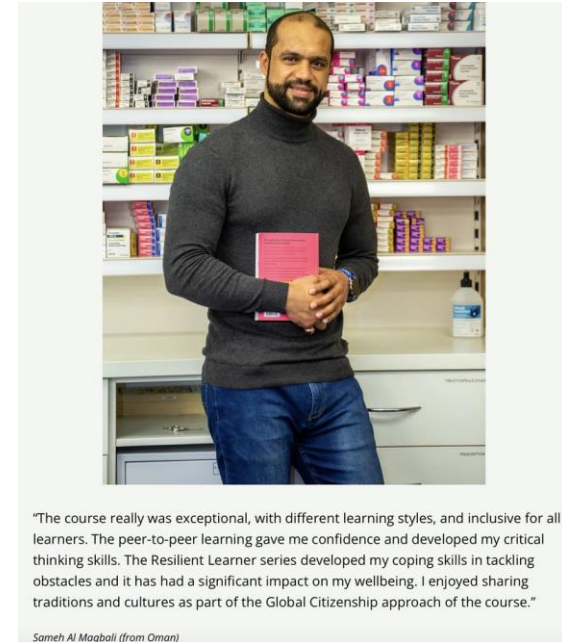 “The course really was exceptional, with different learning styles, and inclusive for all
learners. The peer-to-peer learning gave me confidence and developed my critical
thinking skills. The Resilient Learner series developed my coping skills in tackling
obstacles and it has had a significant impact on my wellbeing. I enjoyed sharing
traditions and cultures as part of the Global Citizenship approach of the course.”
Sameh Al Maqbali (from Oman)